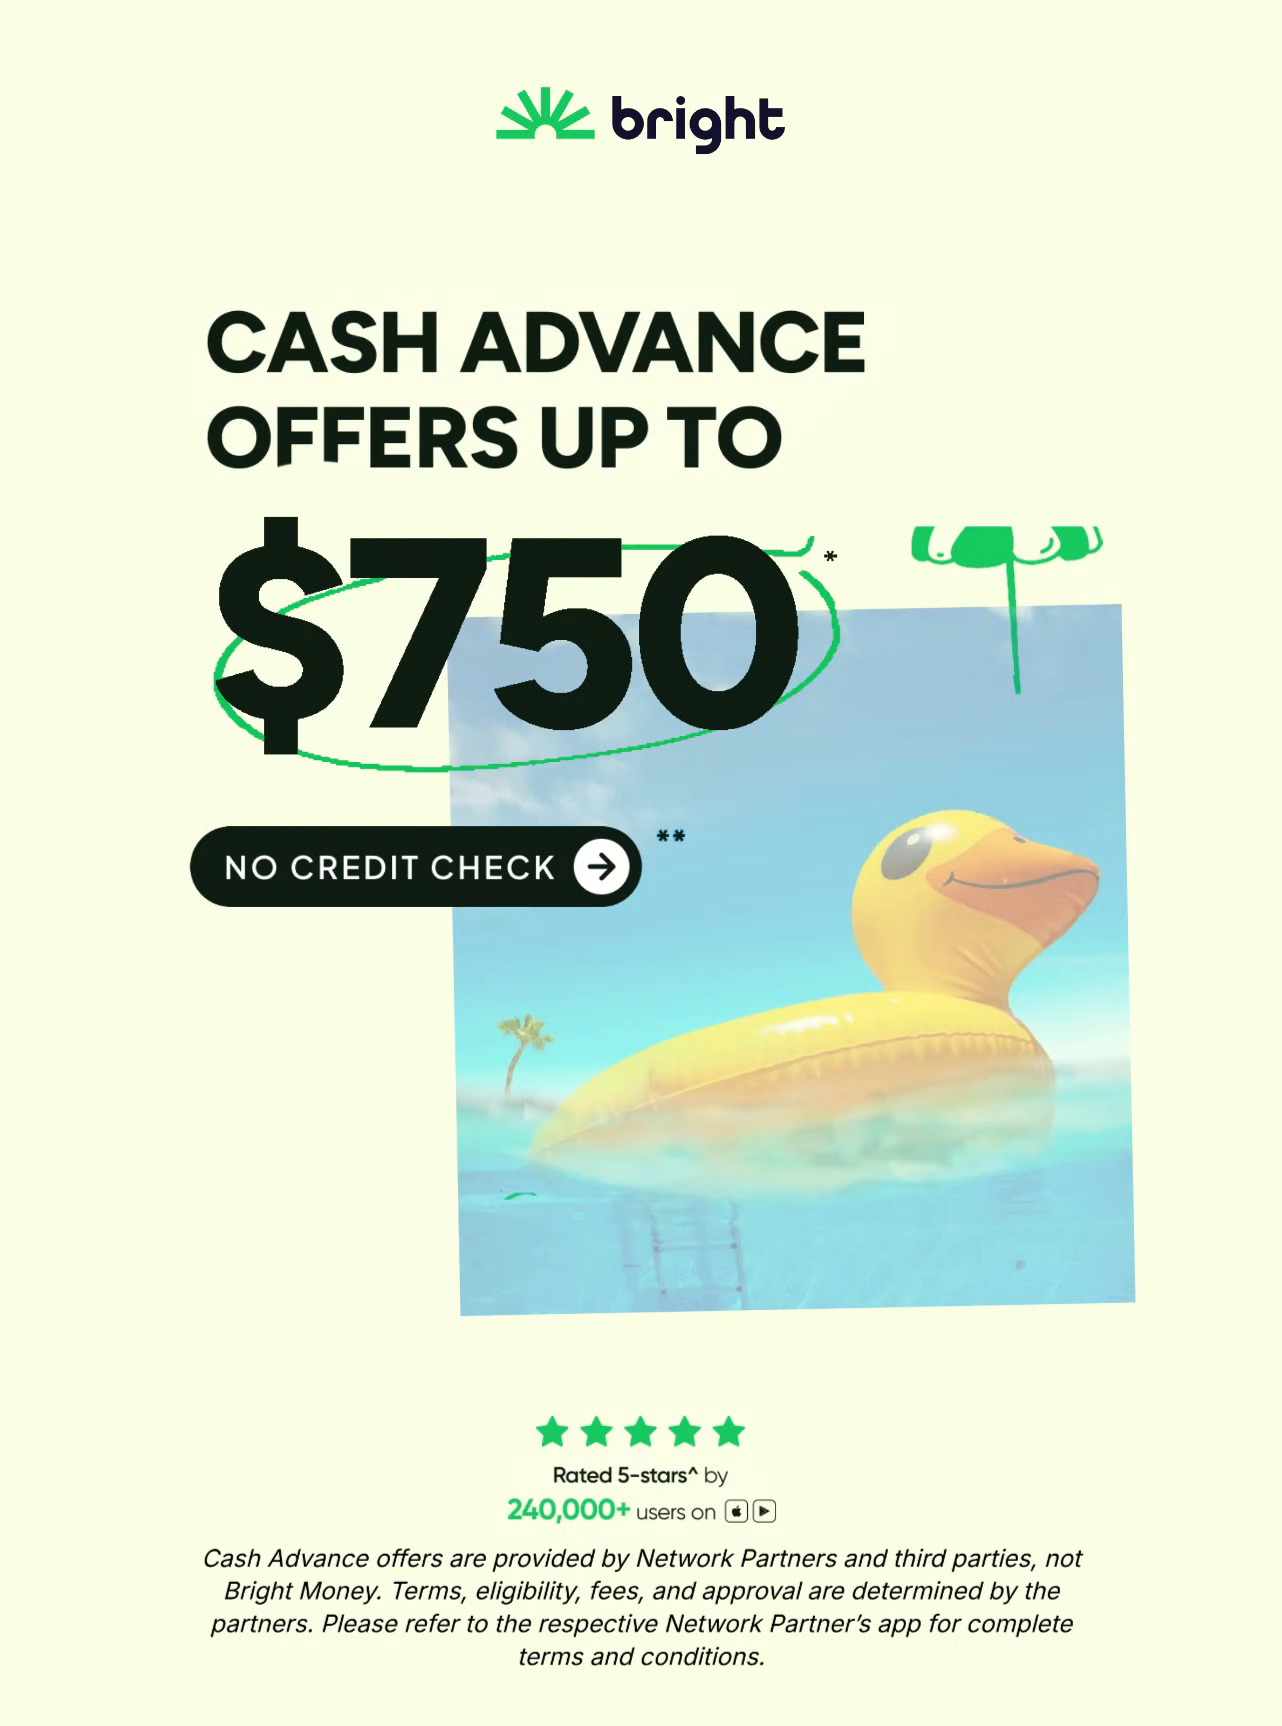 bright
CASH ADVANCE
OFFERS UP TO
$750*
NO CREDIT CHECK **
Rated 5-stars^ by
240,000+ users on
Cash Advance offers are provided by Network Partners and third parties, not
Bright Money. Terms, eligibility, fees, and approval are determined by the
partners. Please refer to the respective Network Partner’s app for complete
terms and conditions.